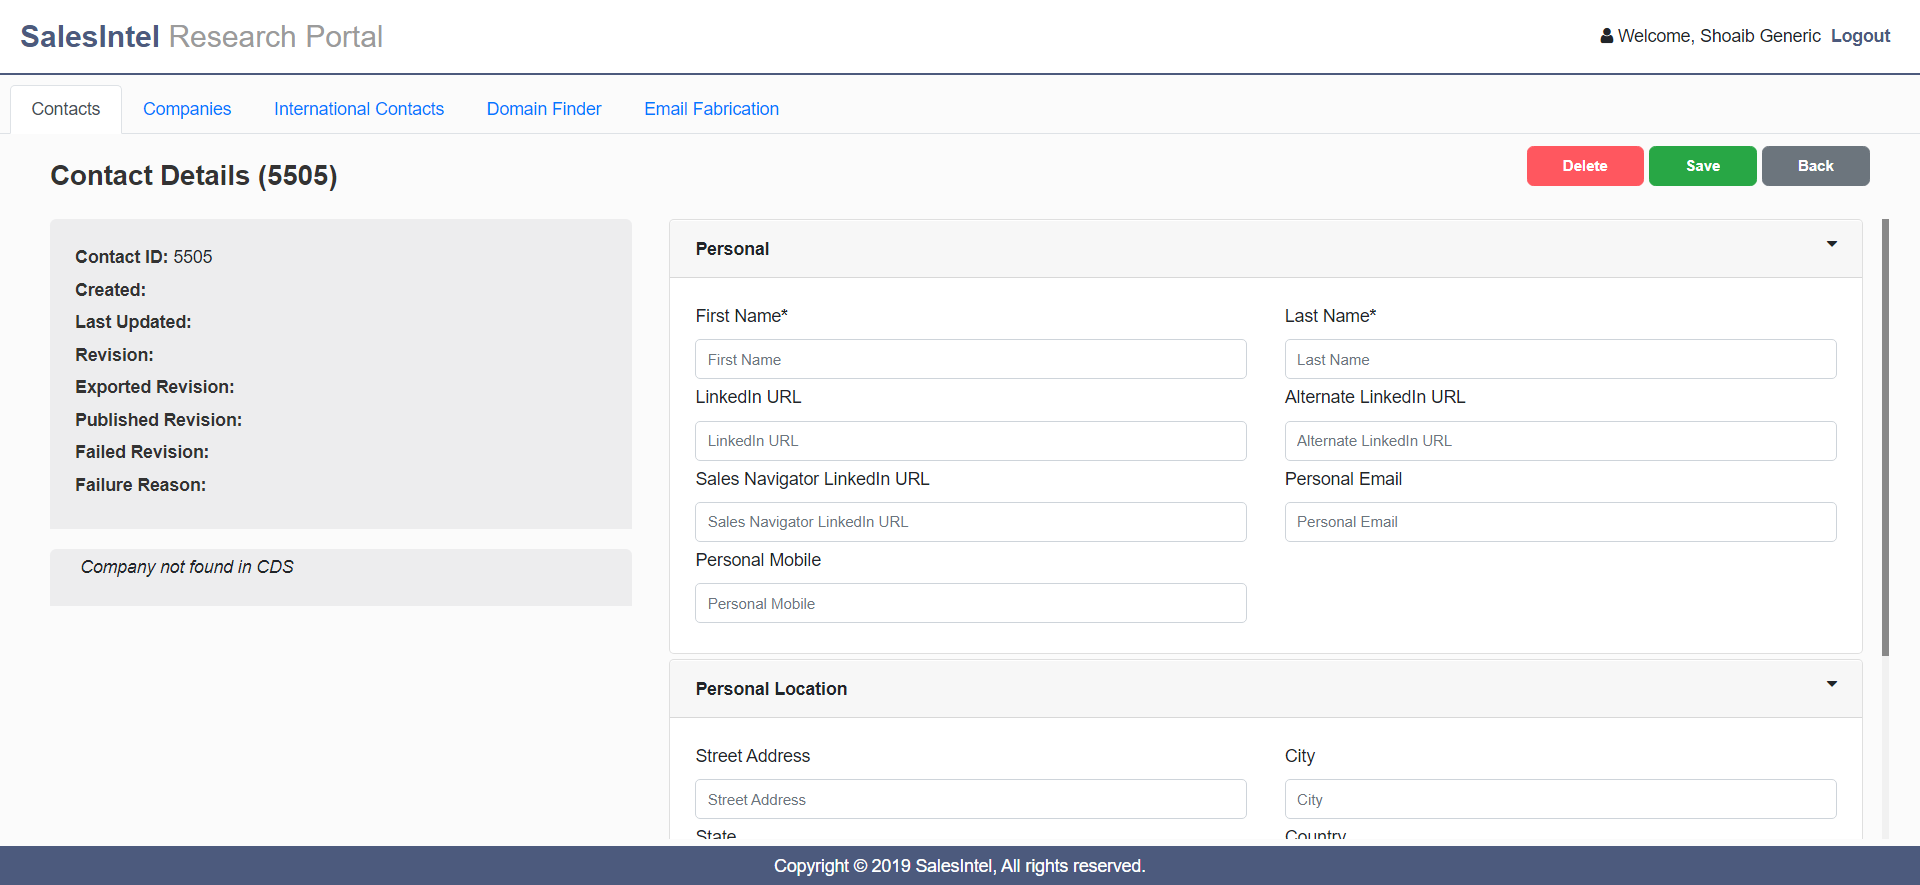 SalesIntel Research Portal
Welcome, Shoaib Generic Logout
Contacts Companies International Contacts Domain Finder Email Fabrication
Contact Details (5505)
Delete Save Back
Contact ID: 5505
Created:
Last Updated:
Revision:
Exported Revision:
Published Revision:
Failed Revision:
Failure Reason:
Company not found in CDS
Personal
First Name* Last Name*
First Name Last Name
LinkedIn URL Alternate LinkedIn URL
LinkedIn URL Alternate LinkedIn URL
Sales Navigator LinkedIn URL Personal Email
Sales Navigator LinkedIn URL Personal Email
Personal Mobile
Personal Mobile
Personal Location
Street Address City
Street Address City
State Country
Copyright © 2019 SalesIntel, All rights reserved.